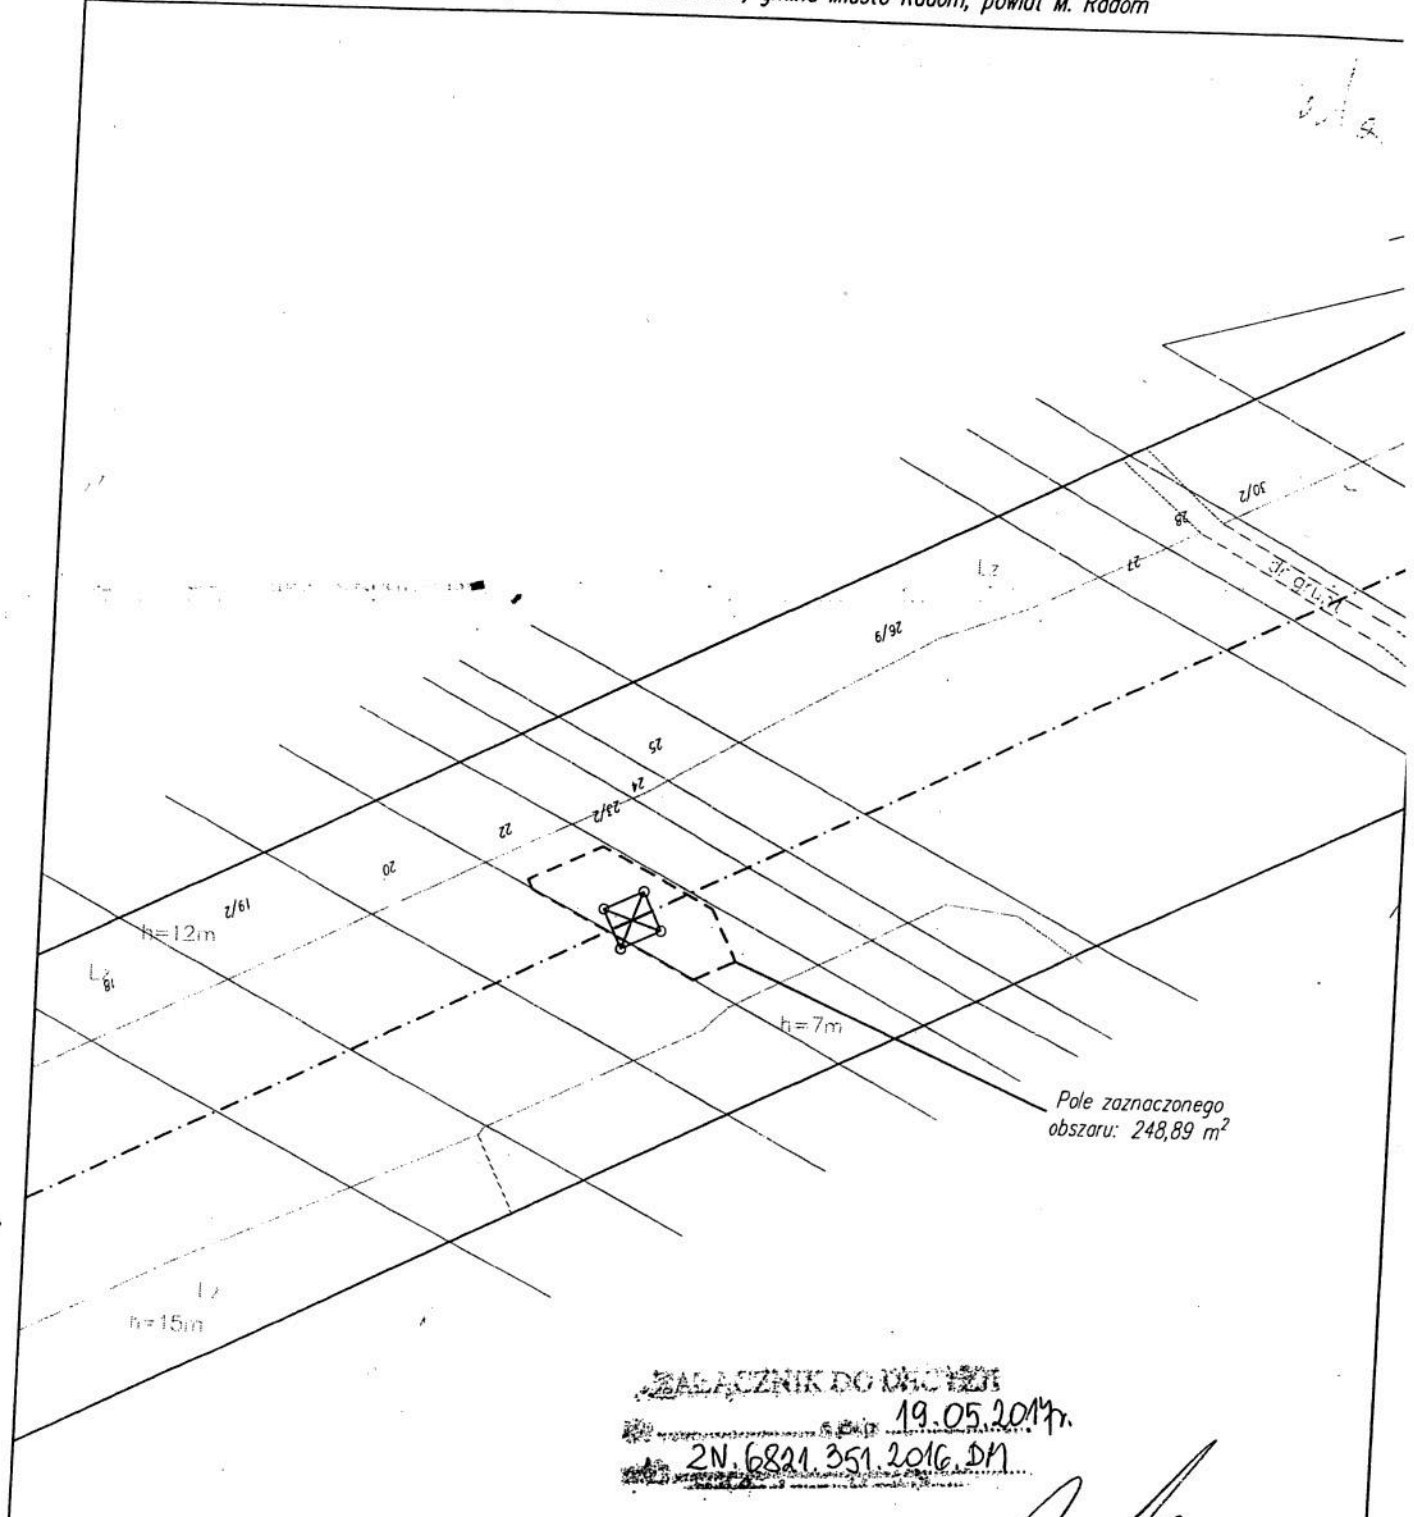 gmina Miasto Radom, powiat M. Radom
30/2
28
27
dr grunt
Lz
26/9
25
24
23/2
22
20
19/2
h=12m
Lz
18
h=7m
Pole zaznaczonego
obszaru: 248,89 m²
Lz
h=15m
ZAŁĄCZNIK DO DECYZJI
19.05.2017r.
ZN.6821.351.2016.DM